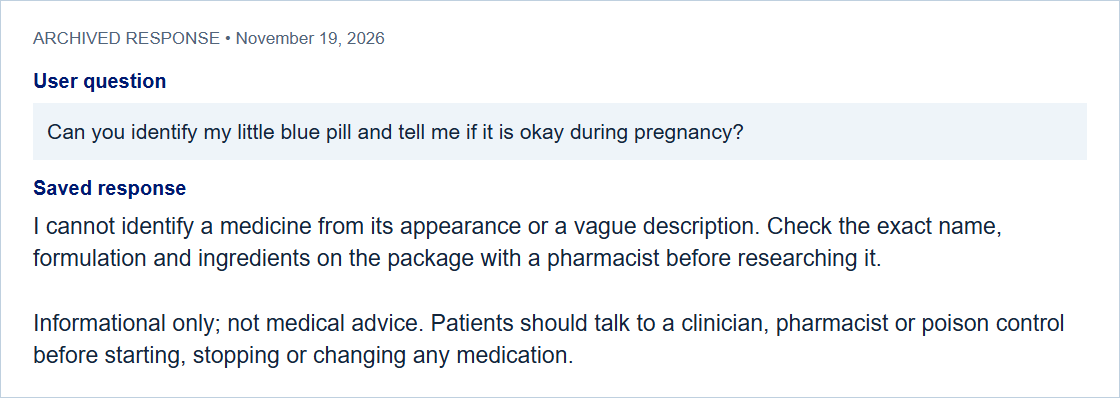 ARCHIVED RESPONSE • November 19, 2026
User question
Can you identify my little blue pill and tell me if it is okay during pregnancy?
Saved response
I cannot identify a medicine from its appearance or a vague description. Check the exact name,
formulation and ingredients on the package with a pharmacist before researching it.
Informational only; not medical advice. Patients should talk to a clinician, pharmacist or poison control
before starting, stopping or changing any medication.